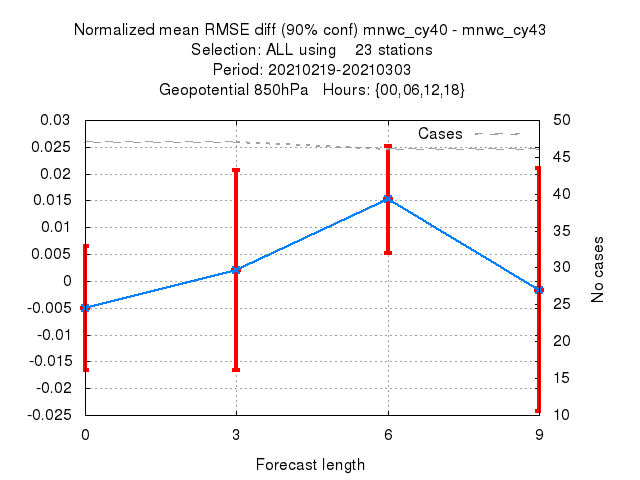 Normalized mean RMSE diff (90% conf) mnwc_cy40 - mnwc_cy43
Selection: ALL using    23 stations
Period: 20210219-20210303
Geopotential 850hPa   Hours: {00,06,12,18}
0.03
0.025
0.02
0.015
0.01
0.005
0
-0.005
-0.01
-0.015
-0.02
-0.025
Cases
50
45
40
35
30
25
20
15
10
No cases
0 3 6 9
Forecast length